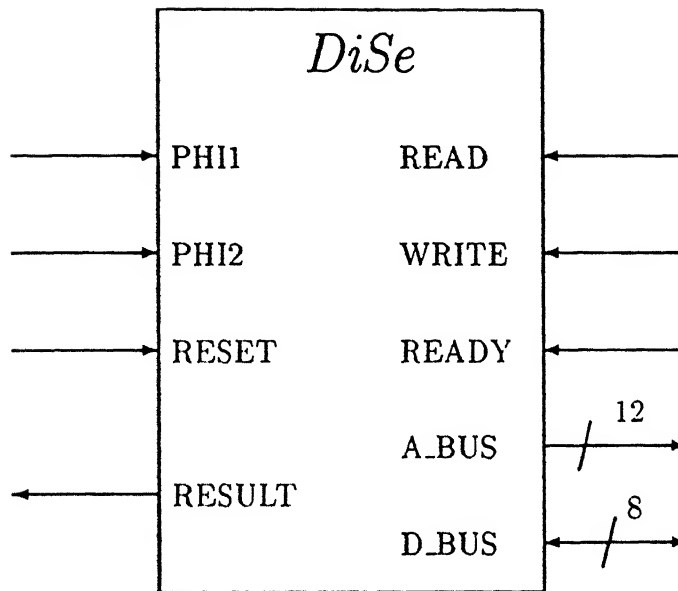 DiSe
PHI1 READ
PHI2 WRITE
RESET READY
12
A_BUS
RESULT
8
D_BUS